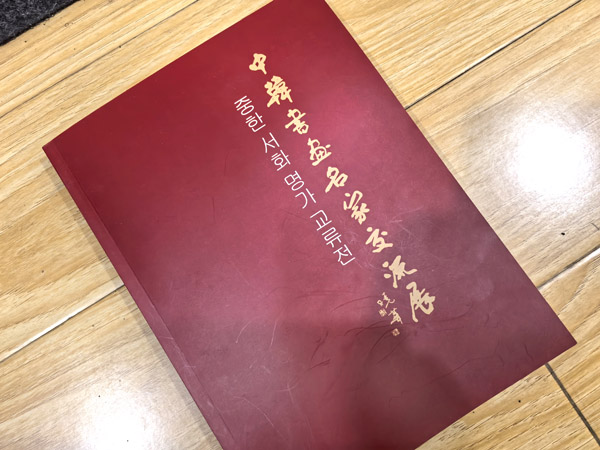 中韓書畫名家交流展
중한 서화 명가 교류전